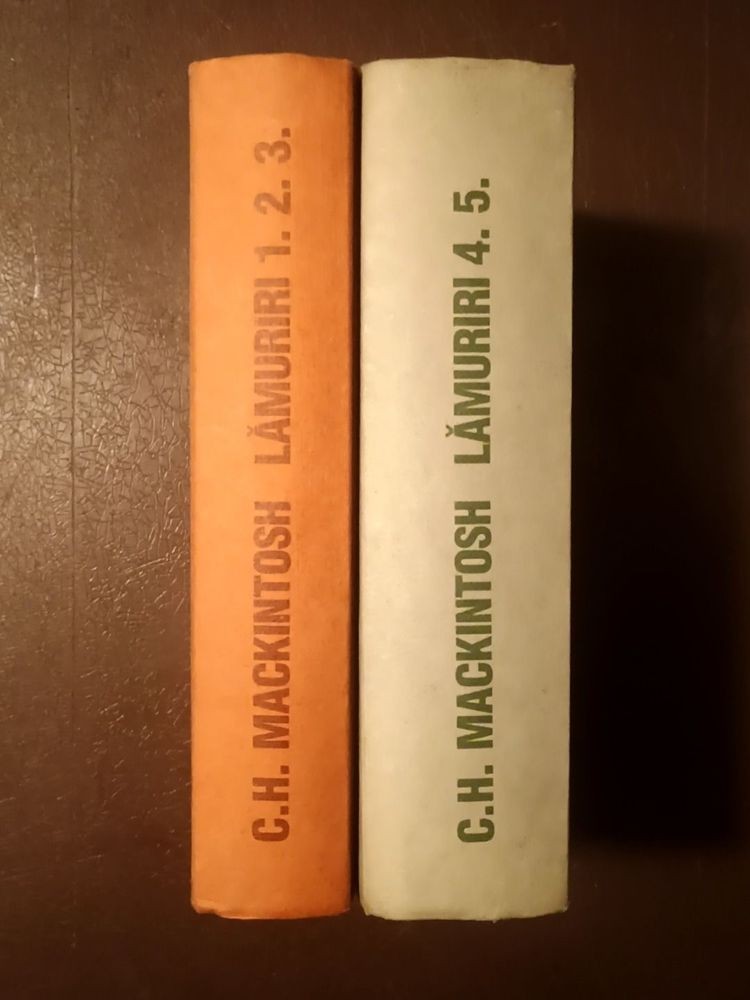 C.H. MACKINTOSH LĂMURIRI 1. 2. 3.
C.H. MACKINTOSH LĂMURIRI 4. 5.